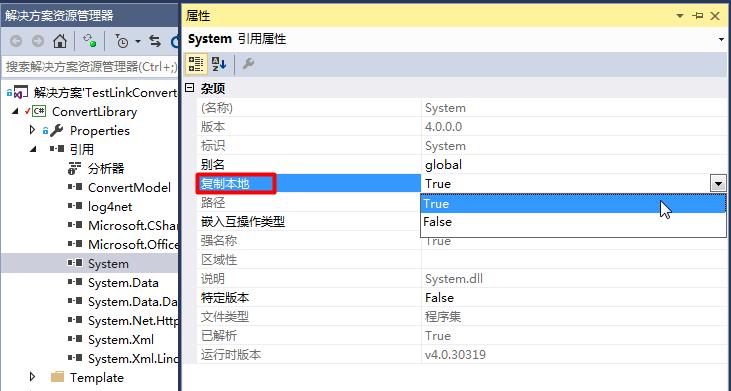 解决方案资源管理器
搜索解决方案资源管理器(Ctrl+;)
解决方案'TestLinkConverte
ConvertLibrary
Properties
引用
分析器
ConvertModel
log4net
Microsoft.CShar
Microsoft.Office
System
System.Data
System.Data.Da
System.Net.Http
System.Xml
System.Xml.Linc
Template
属性
System 引用属性
杂项
(名称) System
版本 4.0.0.0
标识 System
别名 global
复制本地 True
路径 True
嵌入互操作类型 False
强名称 True
区域性
说明 System.dll
特定版本 False
文件类型 程序集
已解析 True
运行时版本 v4.0.30319